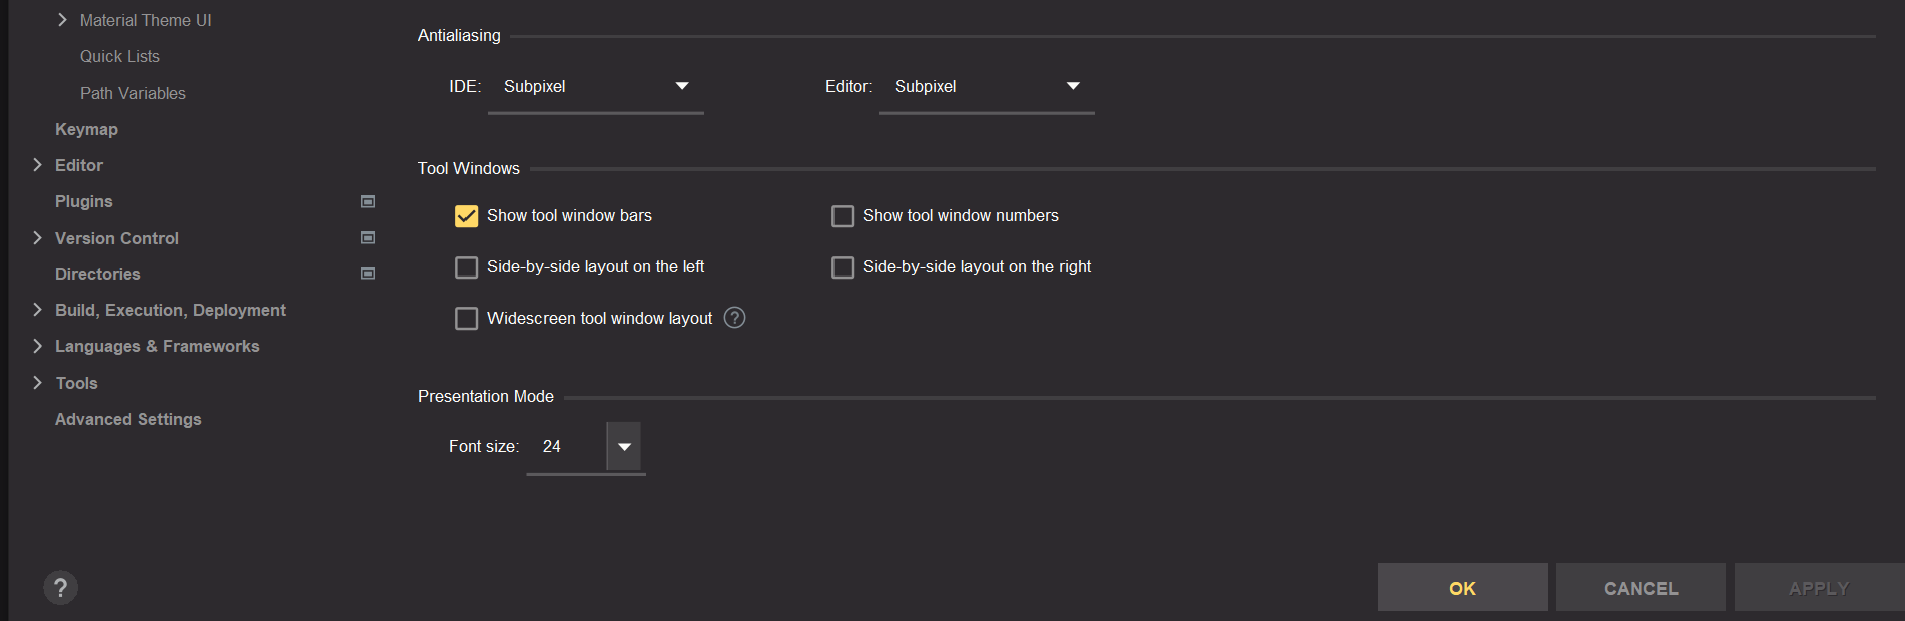 Material Theme UI
Quick Lists
Path Variables
Keymap
Editor
Plugins
Version Control
Directories
Build, Execution, Deployment
Languages & Frameworks
Tools
Advanced Settings
?
Antialiasing
IDE: Subpixel Editor: Subpixel
Tool Windows
Show tool window bars Show tool window numbers
Side-by-side layout on the left Side-by-side layout on the right
Widescreen tool window layout ?
Presentation Mode
Font size: 24
OK CANCEL APPLY